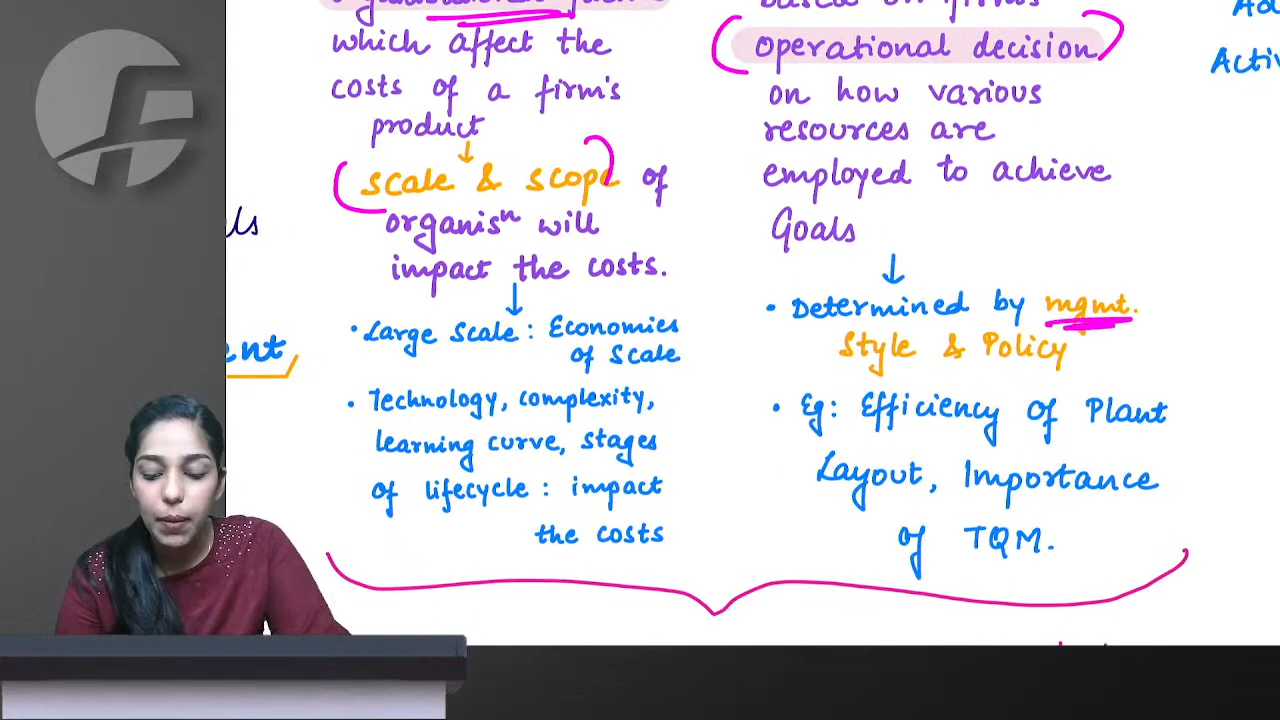 which affect the
costs of a firm's
product
scale & scope of
organisⁿ will
impact the costs.
• Large Scale: Economies
of Scale
• Technology, complexity,
learning curve, stages
of lifecycle: impact
the costs
operational decision
on how various
resources are
employed to achieve
Goals
• Determined by mgmt.
Style & Policy
• Eg: Efficiency of Plant
Layout, Importance
of TQM.